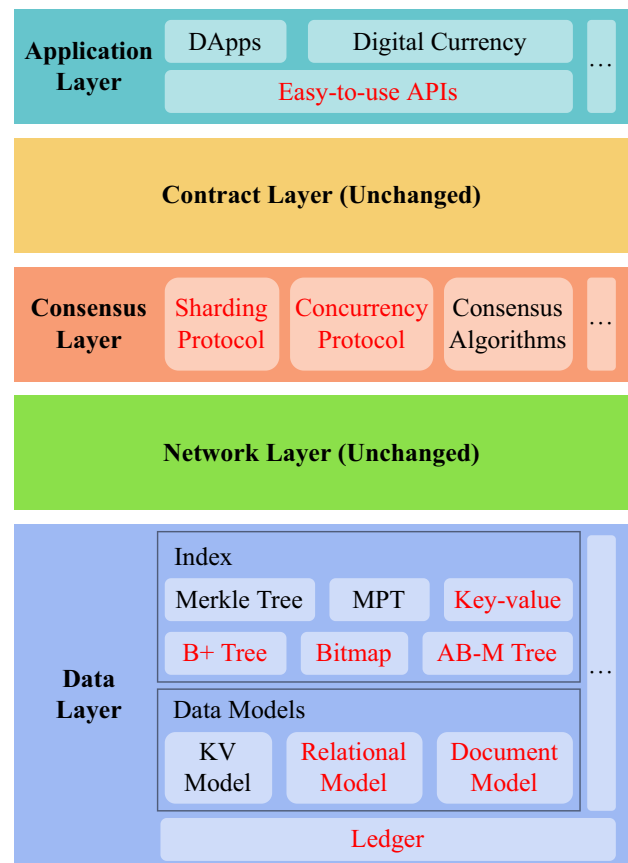 Application
Layer
DApps
Digital Currency
Easy-to-use APIs
...
Contract Layer (Unchanged)
Consensus
Layer
Sharding
Protocol
Concurrency
Protocol
Consensus
Algorithms
...
Network Layer (Unchanged)
Data
Layer
Index
Merkle Tree
MPT
Key-value
B+ Tree
Bitmap
AB-M Tree
Data Models
KV
Model
Relational
Model
Document
Model
...
Ledger